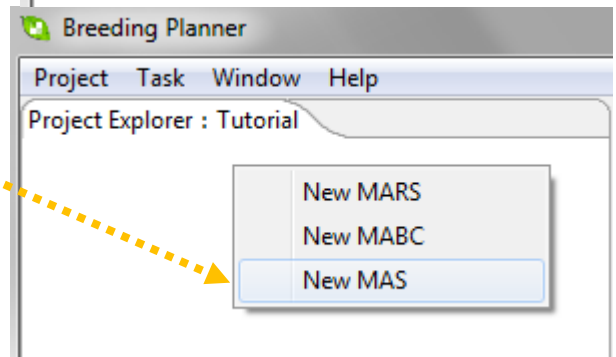 Breeding Planner
Project Task Window Help
Project Explorer : Tutorial
New MARS
New MABC
New MAS